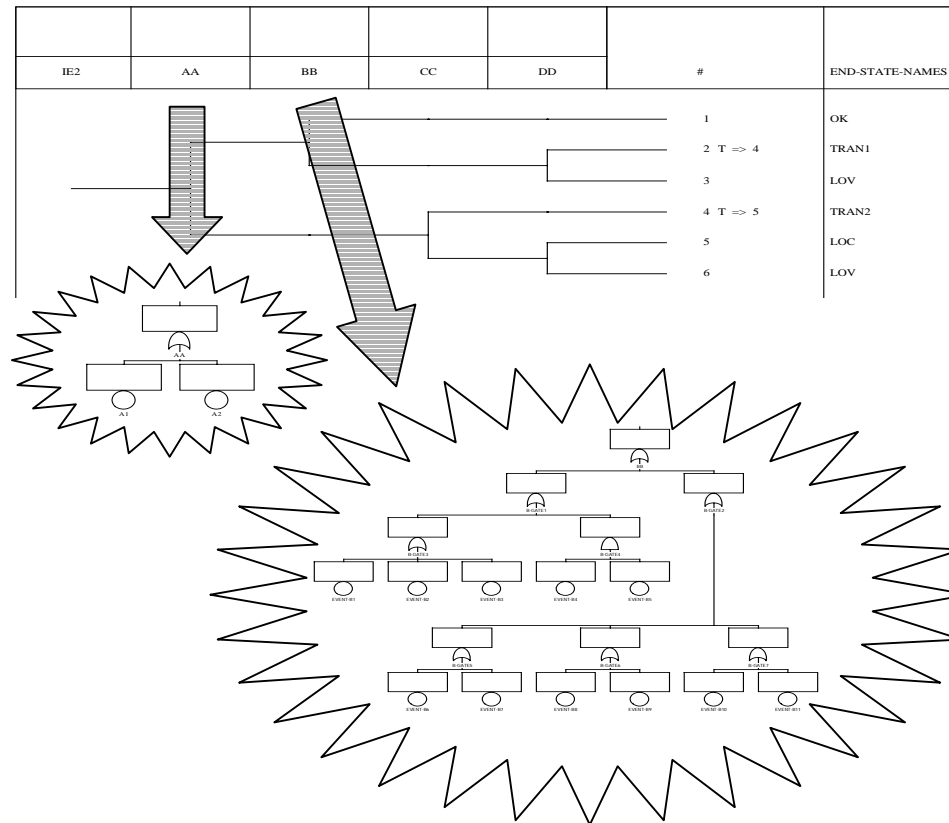 IE2 AA BB CC DD # END-STATE-NAMES
1 OK
2 T => 4 TRAN1
3 LOV
4 T => 5 TRAN2
5 LOC
6 LOV
AA
A1 A2
BB
B-GATE1 B-GATE2
B-GATE3 B-GATE4
EVENT-B1 EVENT-B2 EVENT-B3 EVENT-B4 EVENT-B5
B-GATE5 B-GATE6 B-GATE7
EVENT-B6 EVENT-B7 EVENT-B8 EVENT-B9 EVENT-B10 EVENT-B11